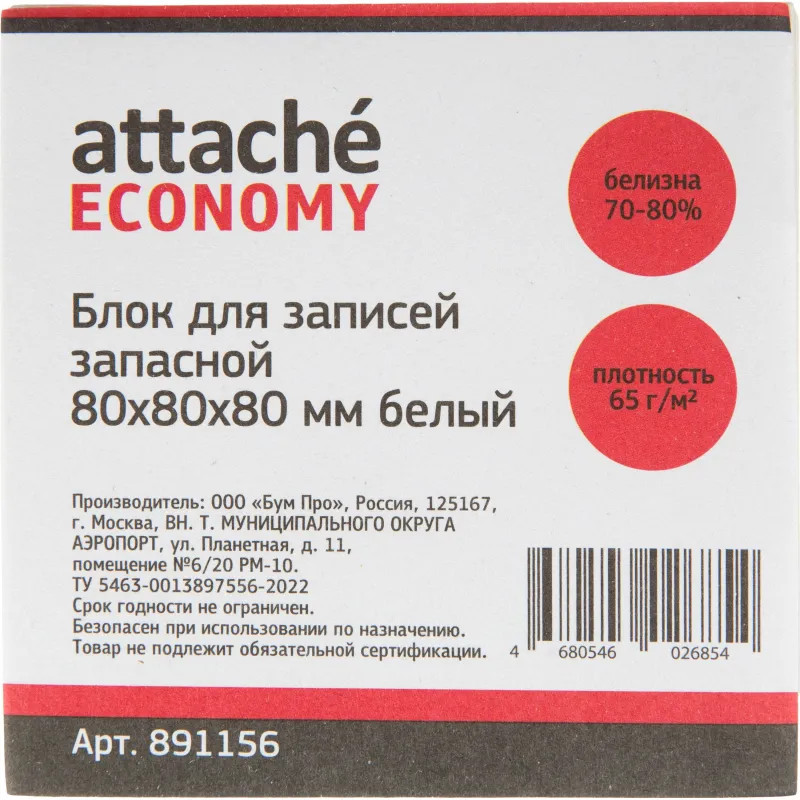 attaché
ECONOMY
белизна
70-80%
Блок для записей
запасной
80x80x80 мм белый
плотность
65 г/м²
Производитель: ООО «Бум Про», Россия, 125167,
г. Москва, ВН. Т. МУНИЦИПАЛЬНОГО ОКРУГА
АЭРОПОРТ, ул. Планетная, д. 11,
помещение №6/20 РМ-10.
ТУ 5463-0013897556-2022
Срок годности не ограничен.
Безопасен при использовании по назначению.
Товар не подлежит обязательной сертификации.
4 680546 026854
Арт. 891156